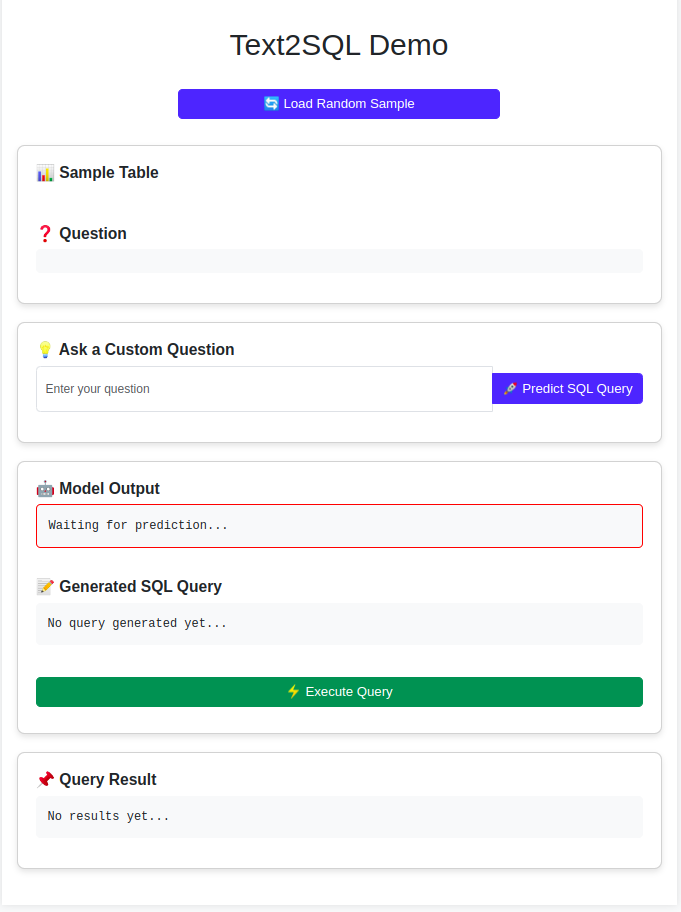 Text2SQL Demo
🔄 Load Random Sample
📊 Sample Table
❓ Question
💡 Ask a Custom Question
Enter your question
🚀 Predict SQL Query
🤖 Model Output
Waiting for prediction...
📝 Generated SQL Query
No query generated yet...
⚡ Execute Query
📌 Query Result
No results yet...